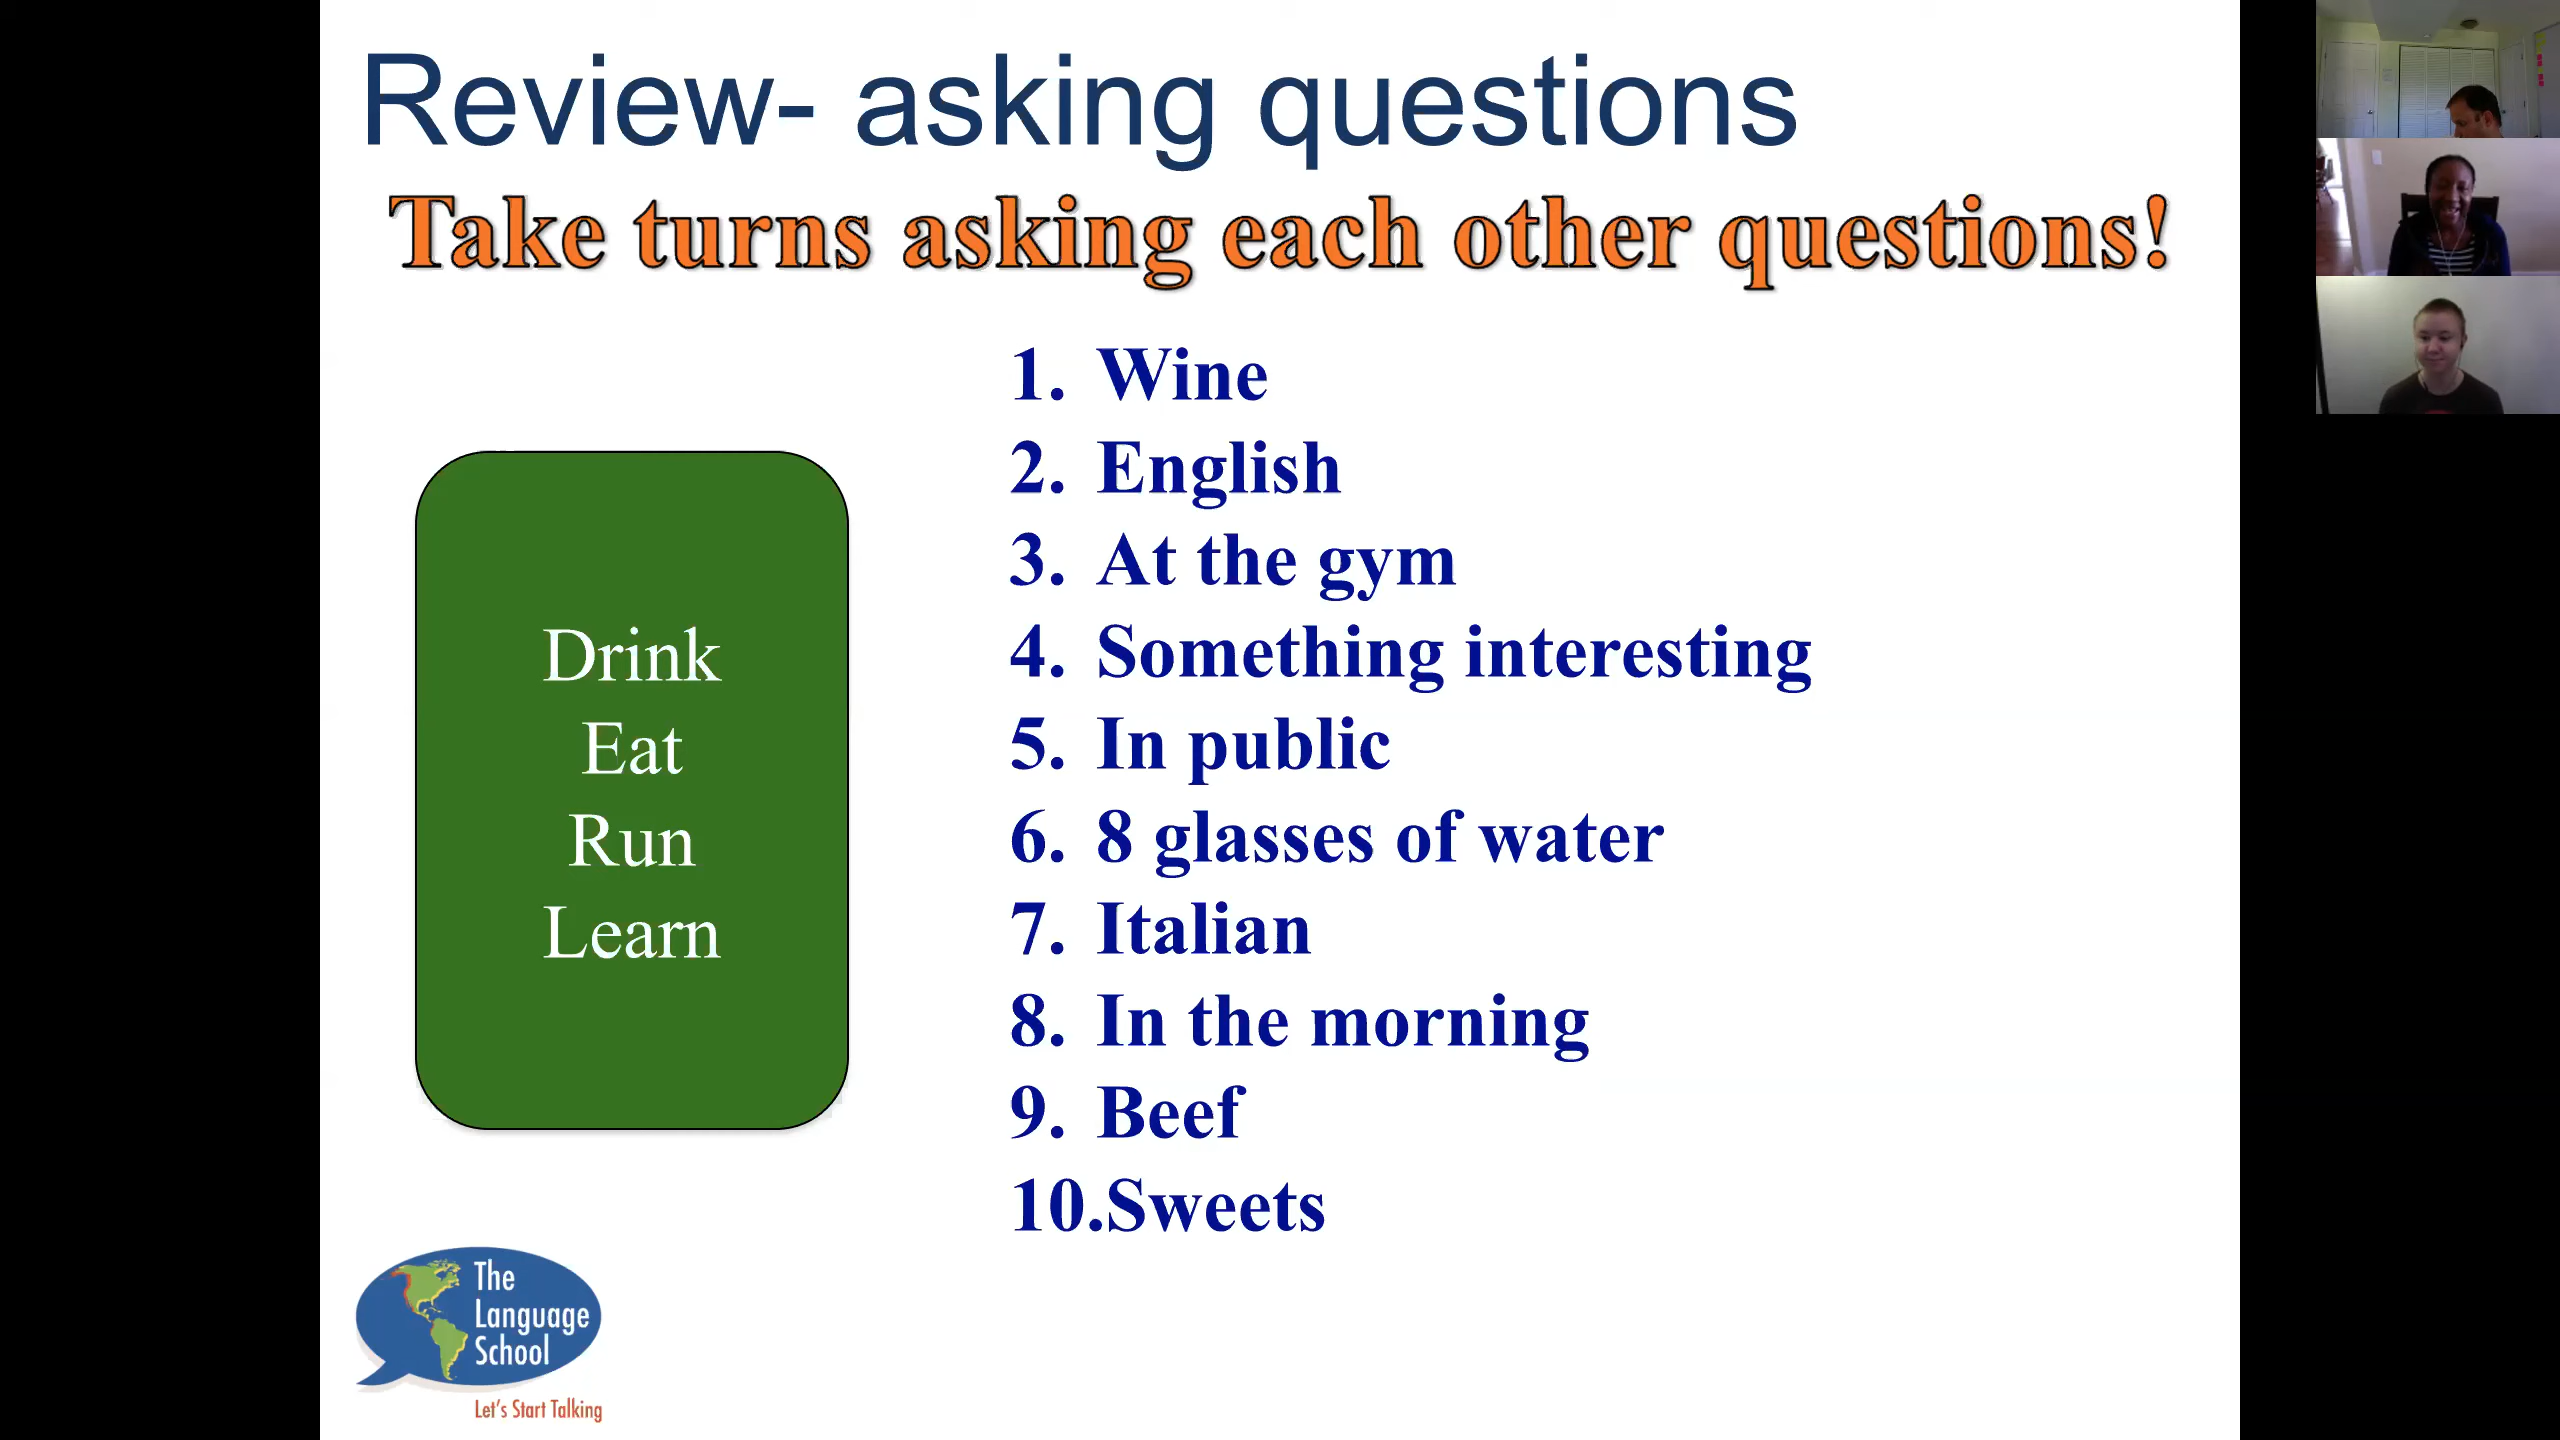 Review- asking questions
Take turns asking each other questions!
Drink
Eat
Run
Learn
1. Wine
2. English
3. At the gym
4. Something interesting
5. In public
6. 8 glasses of water
7. Italian
8. In the morning
9. Beef
10.Sweets
The
Language
School
Let's Start Talking